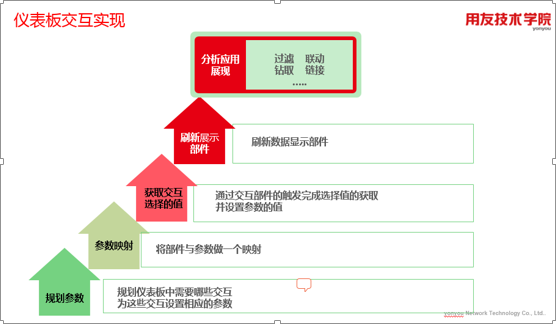 仪表板交互实现
用友技术学院
yonyou
分析应用
展现
过滤 联动
钻取 链接
.....
刷新展示
部件
刷新数据显示部件
获取交互
选择的值
通过交互部件的触发完成选择值的获取
并设置参数的值
参数映射
将部件与参数做一个映射
规划参数
规划仪表板中需要哪些交互
为这些交互设置相应的参数
yonyou Network Technology Co., Ltd.